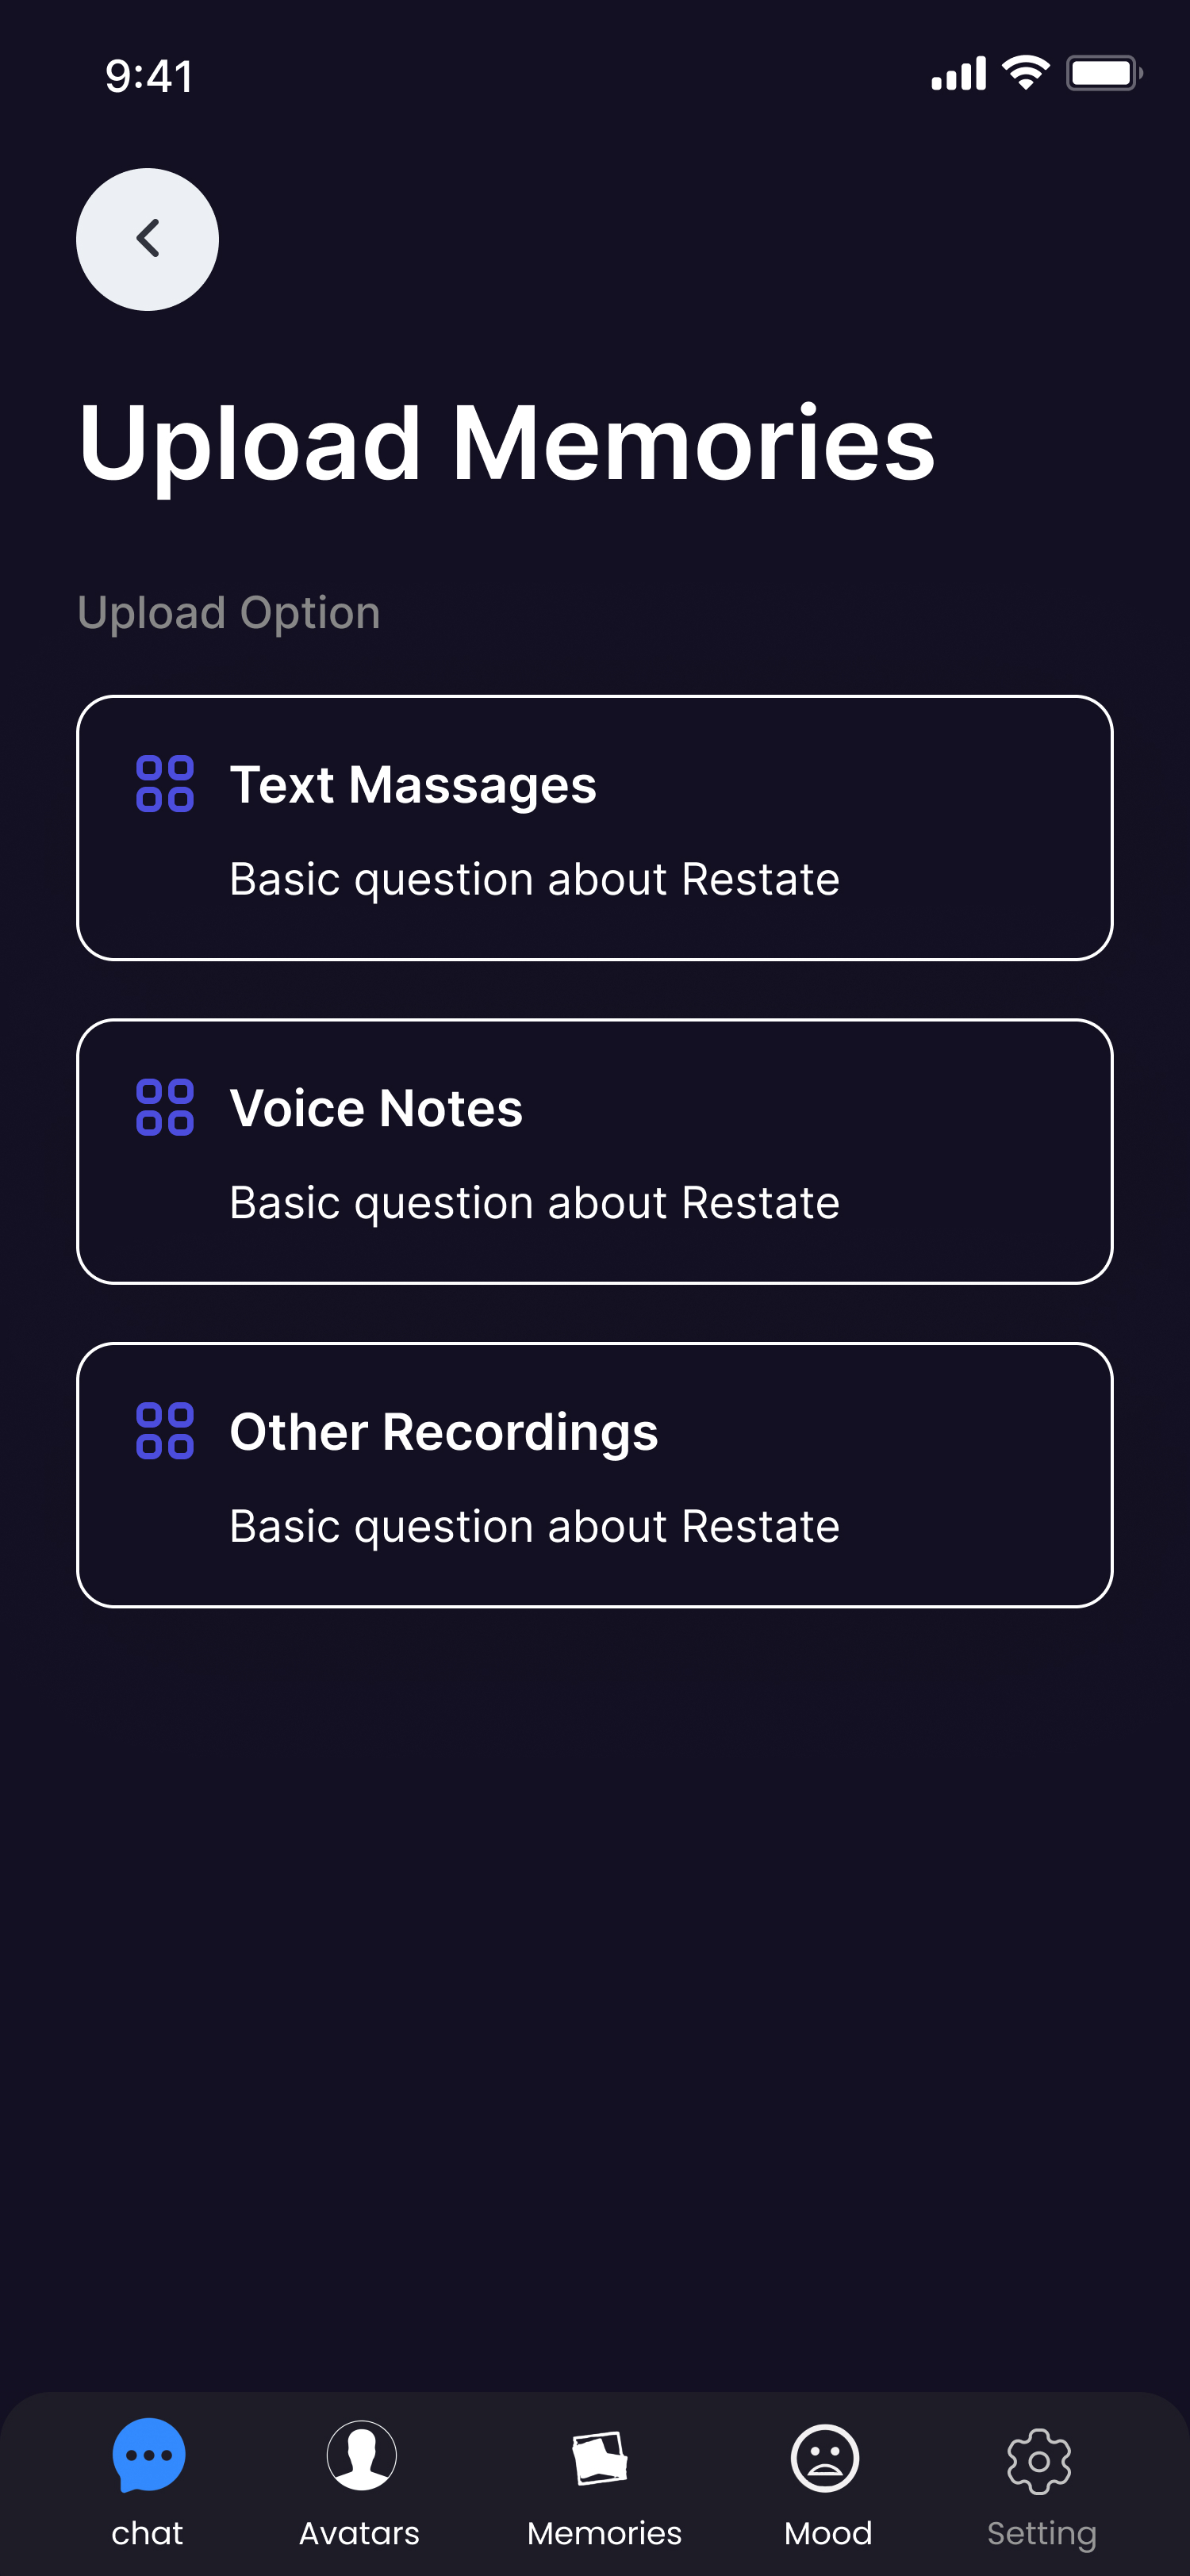 9:41
Upload Memories
Upload Option
Text Massages
Basic question about Restate
Voice Notes
Basic question about Restate
Other Recordings
Basic question about Restate
chat Avatars Memories Mood Setting